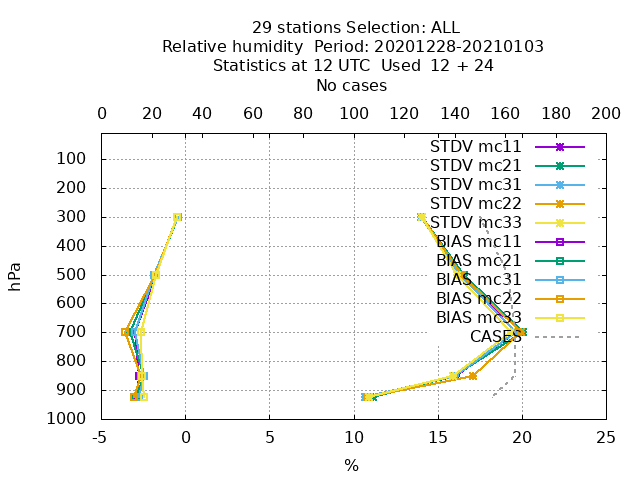 29 stations Selection: ALL
Relative humidity  Period: 20201228-20210103
Statistics at 12 UTC  Used  12 + 24
No cases
0 20 40 60 80 100 120 140 160 180 200
100
200
300
400
500
600
700
800
900
1000
hPa
STDV mc11
STDV mc21
STDV mc31
STDV mc22
STDV mc33
BIAS mc11
BIAS mc21
BIAS mc31
BIAS mc22
BIAS mc33
CASES
-5 0 5 10 15 20 25
%